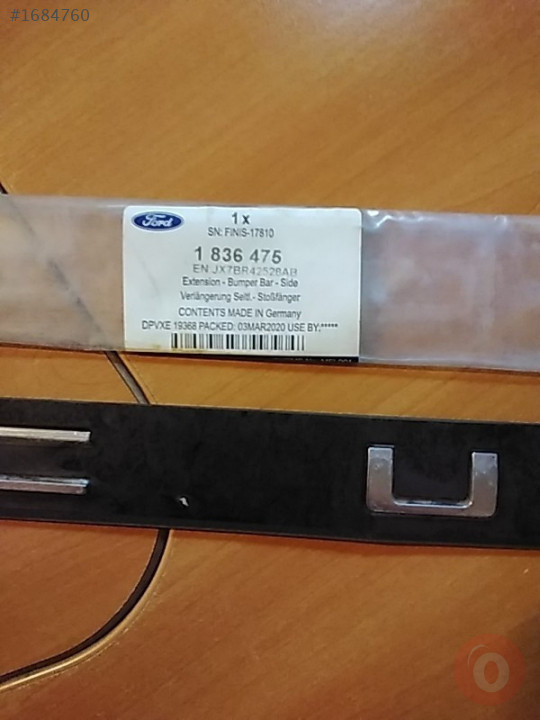 #1684760
Ford
1 x
SN: FINIS-17810
1 836 475
EN JX7BR42528AB
Extension - Bumper Bar - Side
Verlängerung Seitl.- Stoßfänger
CONTENTS MADE IN Germany
DPVXE 19368 PACKED: 03MAR2020 USE BY:*****
U